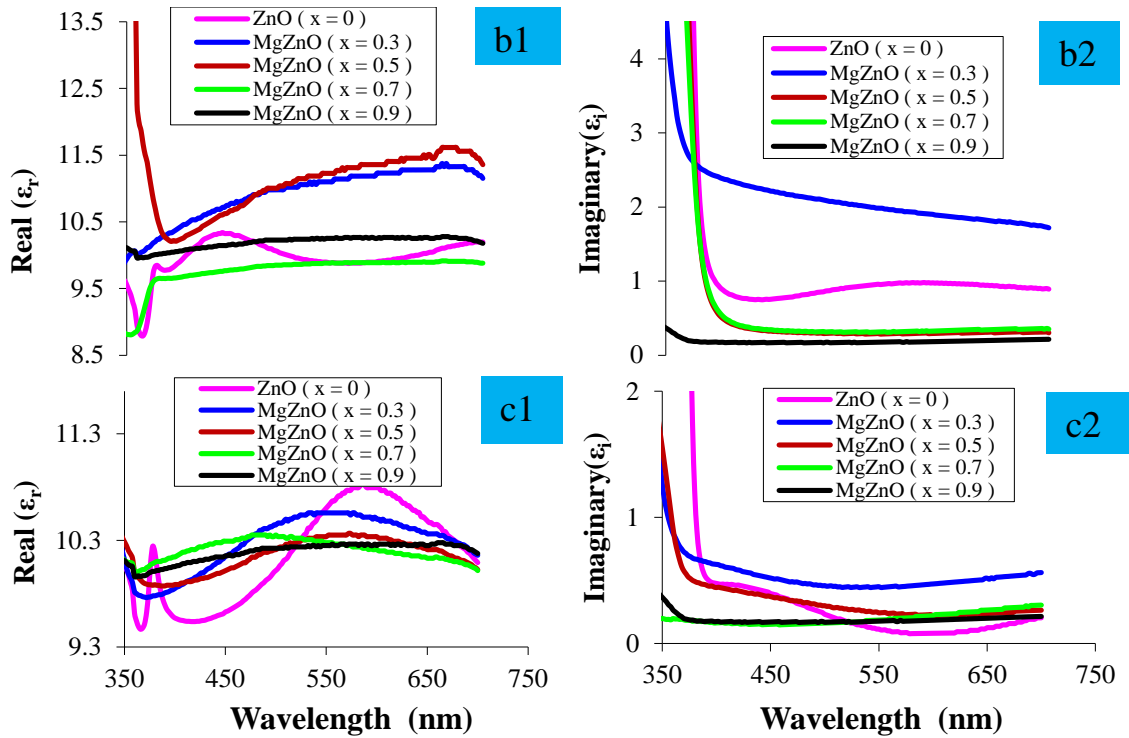 13.5
12.5
11.5
10.5
9.5
8.5
Real (εr)
ZnO ( x = 0 )
MgZnO ( x = 0.3 )
MgZnO ( x = 0.5 )
MgZnO ( x = 0.7 )
MgZnO ( x = 0.9 )
b1
4
3
2
1
0
Imaginary(εi)
ZnO ( x = 0 )
MgZnO ( x = 0.3 )
MgZnO ( x = 0.5 )
MgZnO ( x = 0.7 )
MgZnO ( x = 0.9 )
b2
11.3
10.3
9.3
Real (εr)
ZnO ( x = 0 )
MgZnO ( x = 0.3 )
MgZnO ( x = 0.5 )
MgZnO ( x = 0.7 )
MgZnO ( x = 0.9 )
c1
350 450 550 650 750
Wavelength (nm)
2
1
0
Imaginary(εi)
ZnO ( x = 0 )
MgZnO ( x = 0.3 )
MgZnO ( x = 0.5 )
MgZnO ( x = 0.7 )
MgZnO ( x = 0.9 )
c2
350 450 550 650 750
Wavelength (nm)